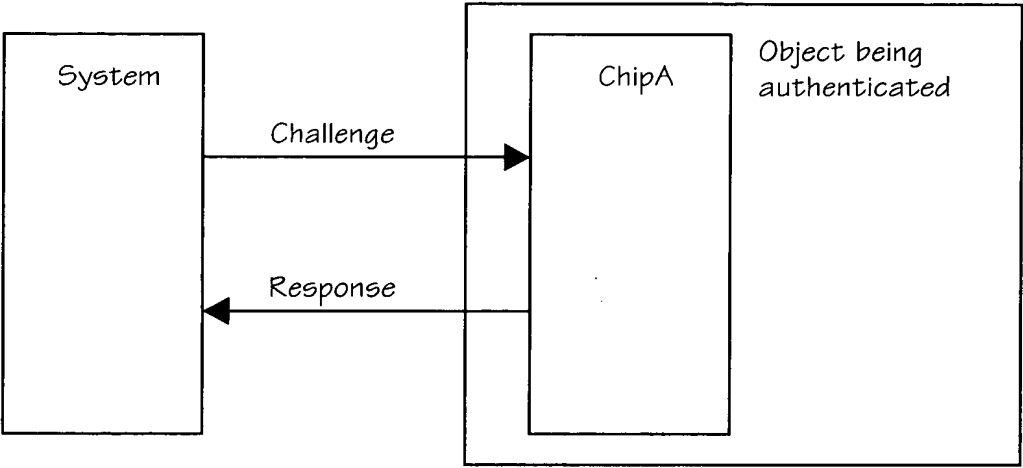 System
ChipA
Object being
authenticated
Challenge
Response